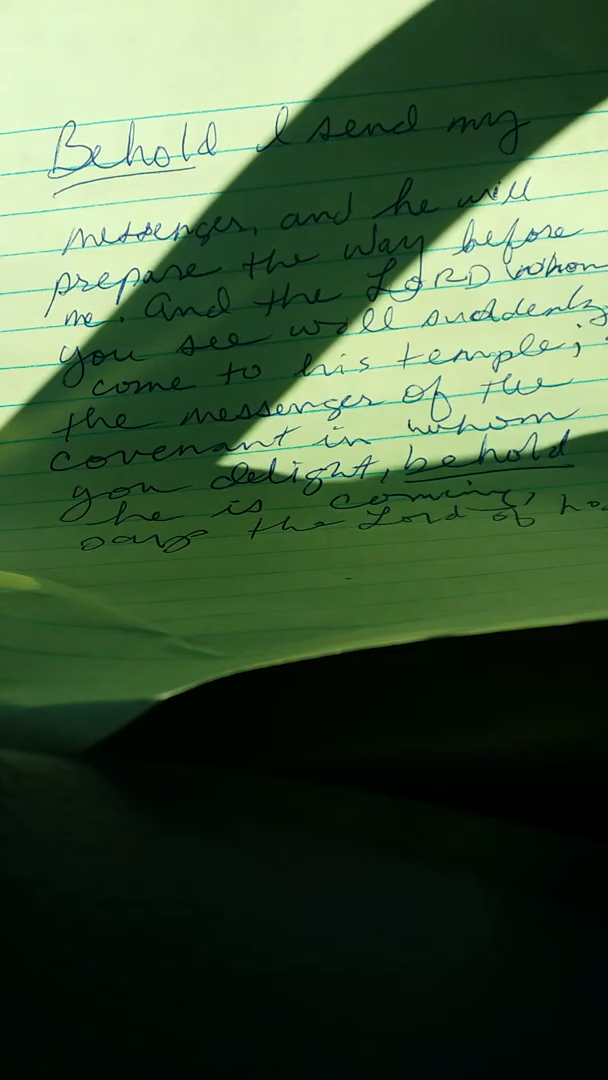 Behold I send my
messenger, and he will
prepare the way before
me. And the LORD whom
you see will suddenly
come to his temple;
the messenger of the
covenant in whom
you delight, behold
he is coming,
says the Lord of ho